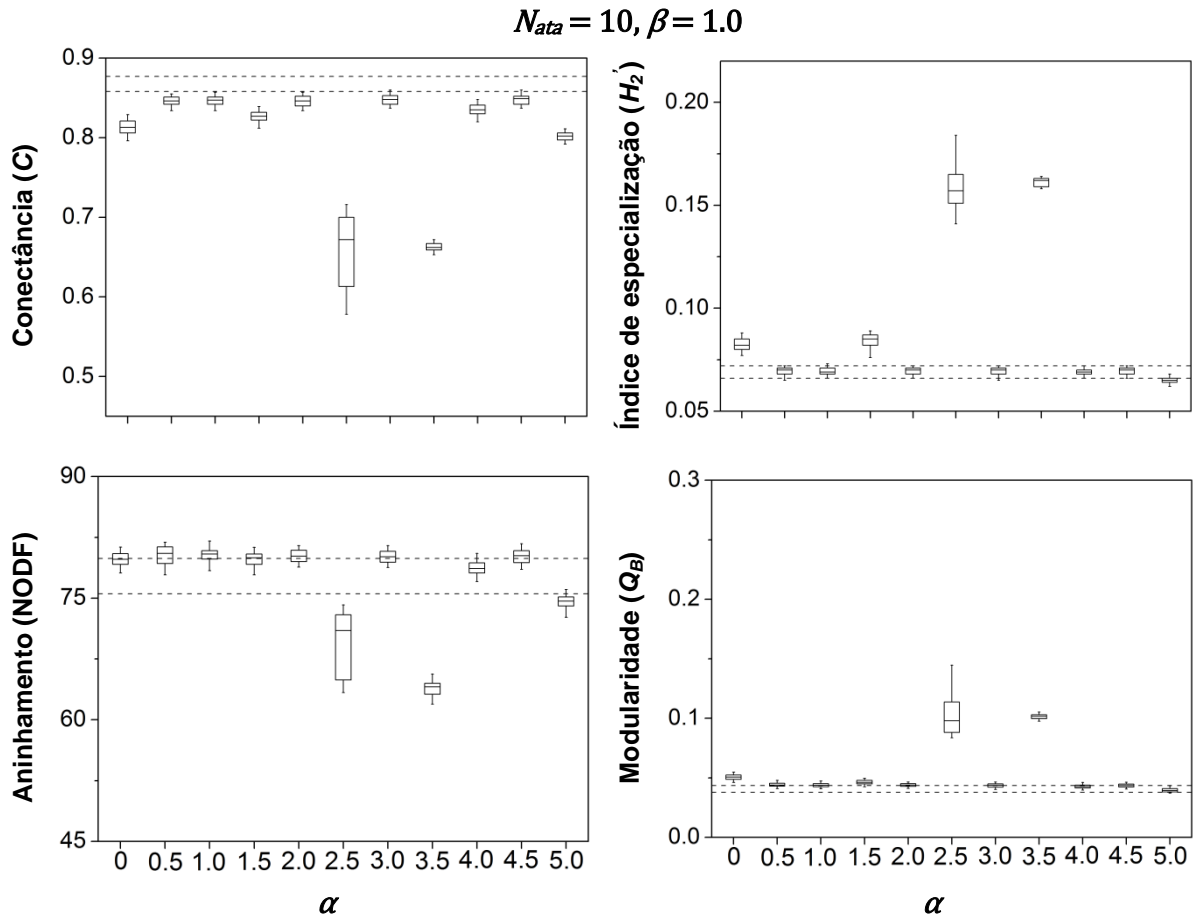 N_ata = 10, β = 1.0
Conectância (C)
0.9
0.8
0.7
0.6
0.5
Índice de especialização (H₂')
0.20
0.15
0.10
0.05
Aninhamento (NODF)
90
75
60
45
0 0.5 1.0 1.5 2.0 2.5 3.0 3.5 4.0 4.5 5.0
α
Modularidade (Q_B)
0.3
0.2
0.1
0.0
0 0.5 1.0 1.5 2.0 2.5 3.0 3.5 4.0 4.5 5.0
α